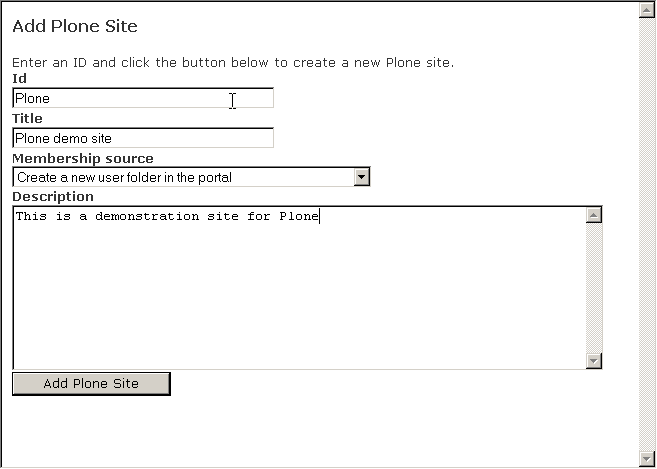 Add Plone Site
Enter an ID and click the button below to create a new Plone site.
Id
Plone
Title
Plone demo site
Membership source
Create a new user folder in the portal
Description
This is a demonstration site for Plone
Add Plone Site